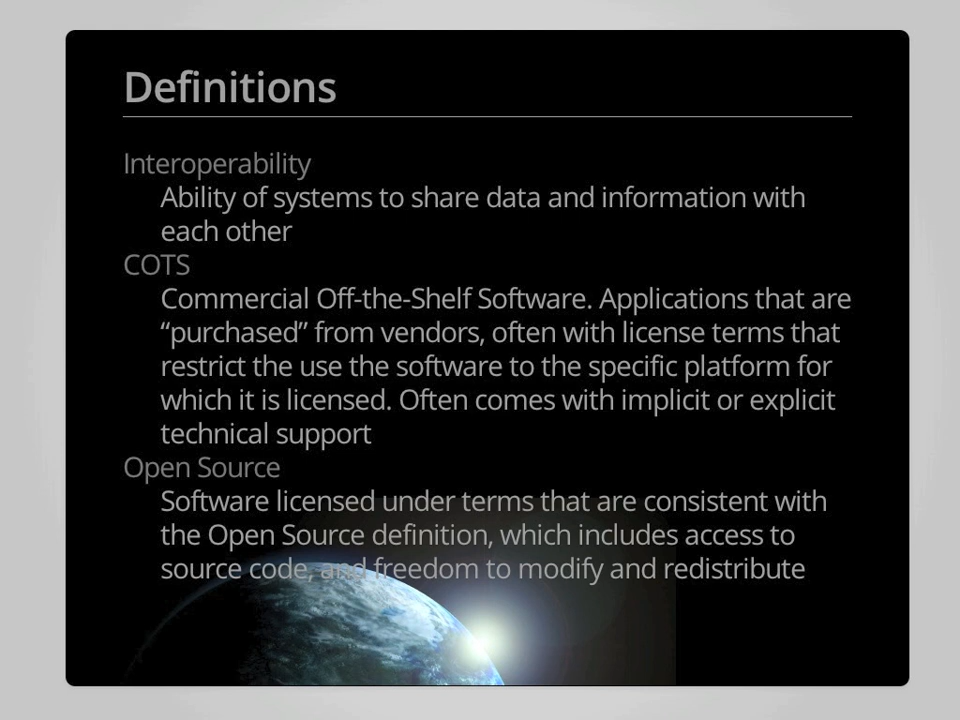 Definitions
Interoperability
Ability of systems to share data and information with
each other
COTS
Commercial Off-the-Shelf Software. Applications that are
“purchased” from vendors, often with license terms that
restrict the use the software to the specific platform for
which it is licensed. Often comes with implicit or explicit
technical support
Open Source
Software licensed under terms that are consistent with
the Open Source definition, which includes access to
source code, and freedom to modify and redistribute